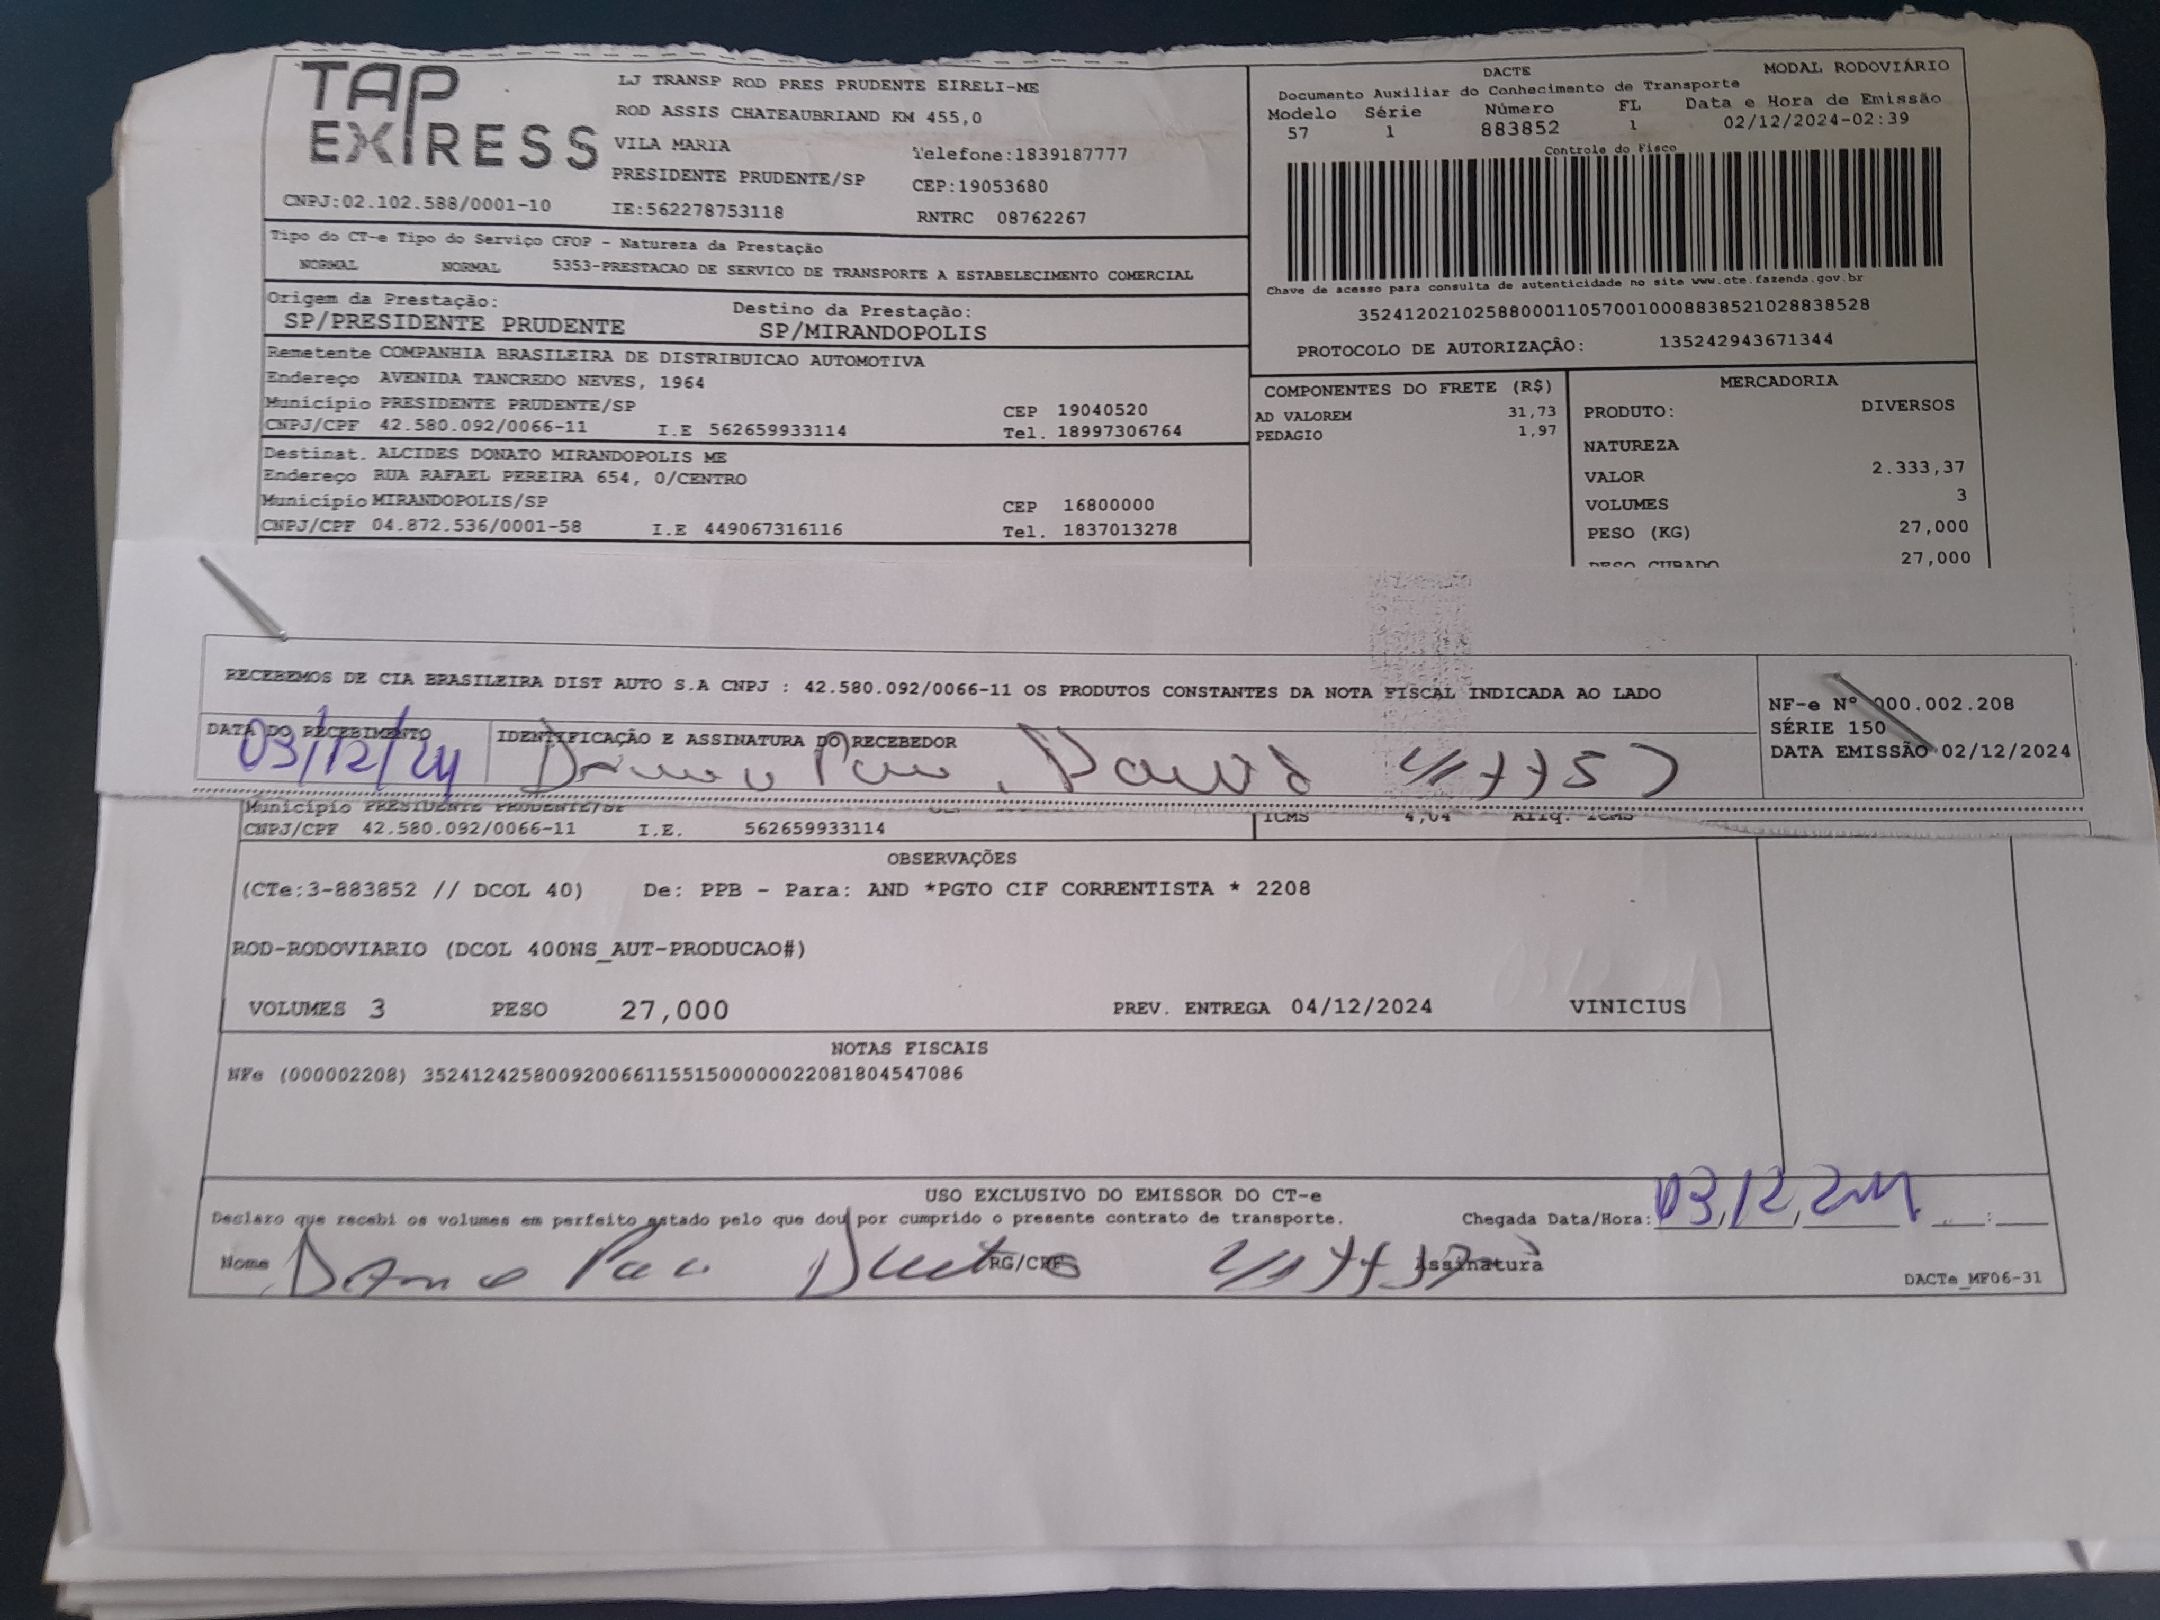 TAP EXPRESS
LJ TRANSP ROD PRES PRUDENTE EIRELI-ME
ROD ASSIS CHATEAUBRIAND KM 455,0
VILA MARIA Telefone:1839187777
PRESIDENTE PRUDENTE/SP CEP:19053680
CNPJ:02.102.588/0001-10 IE:562278753118 RNTRC 08762267
Tipo do CT-e Tipo do Serviço CFOP - Natureza da Prestação
NORMAL NORMAL 5353-PRESTACAO DE SERVICO DE TRANSPORTE A ESTABELECIMENTO COMERCIAL
Origem da Prestação: Destino da Prestação:
SP/PRESIDENTE PRUDENTE SP/MIRANDOPOLIS
Remetente COMPANHIA BRASILEIRA DE DISTRIBUICAO AUTOMOTIVA
Endereço AVENIDA TANCREDO NEVES, 1964
Município PRESIDENTE PRUDENTE/SP CEP 19040520
CNPJ/CPF 42.580.092/0066-11 I.E 562659933114 Tel. 18997306764
Destinat. ALCIDES DONATO MIRANDOPOLIS ME
Endereço RUA RAFAEL PEREIRA 654, 0/CENTRO
Município MIRANDOPOLIS/SP CEP 16800000
CNPJ/CPF 04.872.536/0001-58 I.E 449067316116 Tel. 1837013278
DACTE MODAL RODOVIÁRIO
Documento Auxiliar do Conhecimento de Transporte
Modelo Série Número FL Data e Hora de Emissão
57 1 883852 1 02/12/2024-02:39
Controle do Fisco
Chave de acesso para consulta de autenticidade no site www.cte.fazenda.gov.br
35241202102588000110570010008838521028838528
PROTOCOLO DE AUTORIZAÇÃO: 135242943671344
COMPONENTES DO FRETE (R$)
AD VALOREM 31,73
PEDAGIO 1,97
MERCADORIA
PRODUTO: DIVERSOS
NATUREZA
VALOR 2.333,37
VOLUMES 3
PESO (KG) 27,000
PESO CUBADO 27,000
RECEBEMOS DE CIA BRASILEIRA DIST AUTO S.A CNPJ : 42.580.092/0066-11 OS PRODUTOS CONSTANTES DA NOTA FISCAL INDICADA AO LADO
DATA DO RECEBIMENTO IDENTIFICAÇÃO E ASSINATURA DO RECEBEDOR
03/12/24
NF-e Nº 000.002.208
SÉRIE 150
DATA EMISSÃO 02/12/2024
Município PRESIDENTE PRUDENTE/SP
CNPJ/CPF 42.580.092/0066-11 I.E. 562659933114
ICMS 4,04 Aliq. ICMS
OBSERVAÇÕES
(CTe:3-883852 // DCOL 40) De: PPB - Para: AND *PGTO CIF CORRENTISTA * 2208
ROD-RODOVIARIO (DCOL 400NS_AUT-PRODUCAO#)
VOLUMES 3 PESO 27,000 PREV. ENTREGA 04/12/2024 VINICIUS
NOTAS FISCAIS
NFe (000002208) 35241242580092006611551500000022081804547086
USO EXCLUSIVO DO EMISSOR DO CT-e
Declaro que recebi os volumes em perfeito estado pelo que dou por cumprido o presente contrato de transporte. Chegada Data/Hora: 03/12/
Nome RG/CPF Assinatura
DACTe_MF06-31